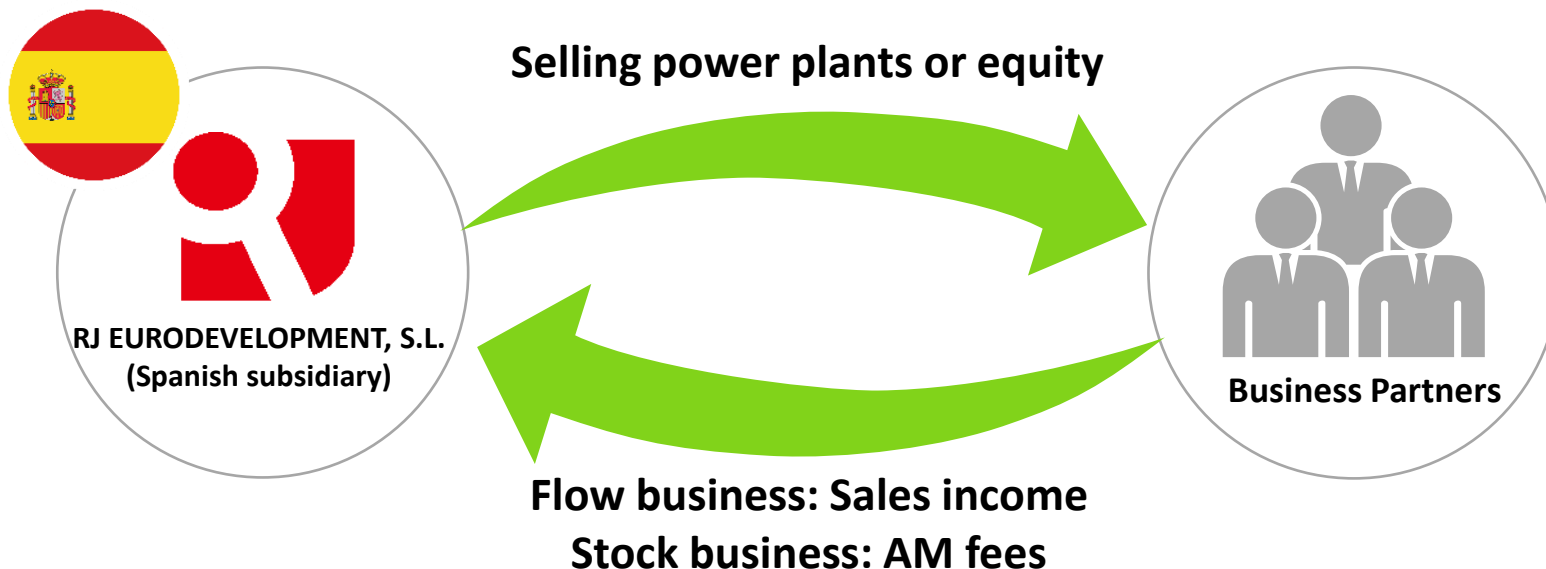 Selling power plants or equity
RJ EURODEVELOPMENT, S.L.
(Spanish subsidiary)
Business Partners
Flow business: Sales income
Stock business: AM fees